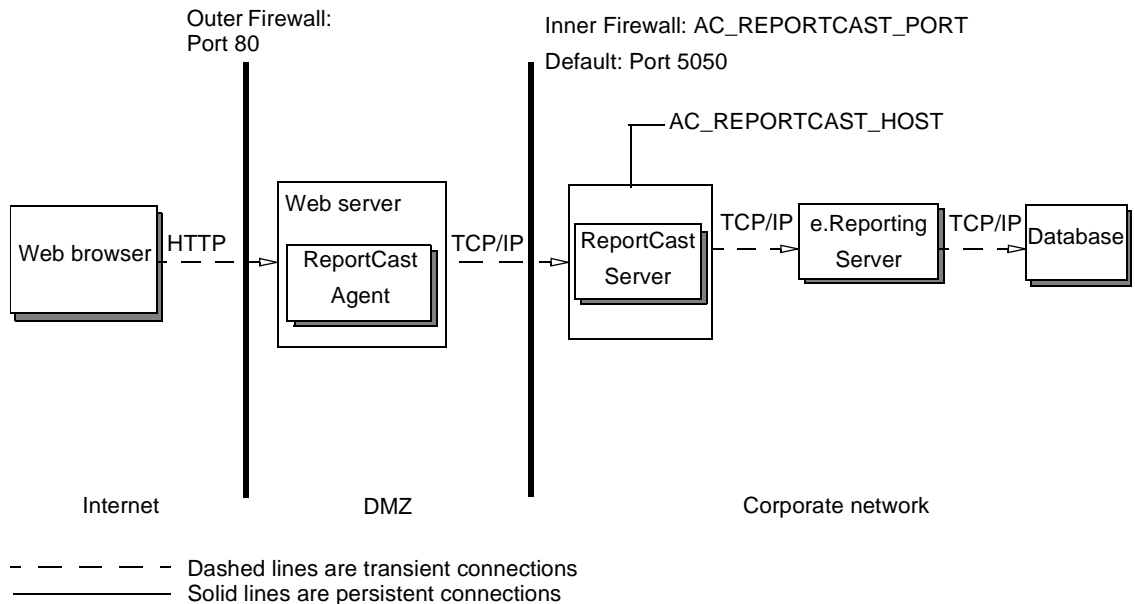 Outer Firewall:
Port 80
Inner Firewall: AC_REPORTCAST_PORT
Default: Port 5050
AC_REPORTCAST_HOST
Web browser
HTTP
Web server
ReportCast
Agent
TCP/IP
ReportCast
Server
TCP/IP
e.Reporting
Server
TCP/IP
Database
Internet
DMZ
Corporate network
Dashed lines are transient connections
Solid lines are persistent connections